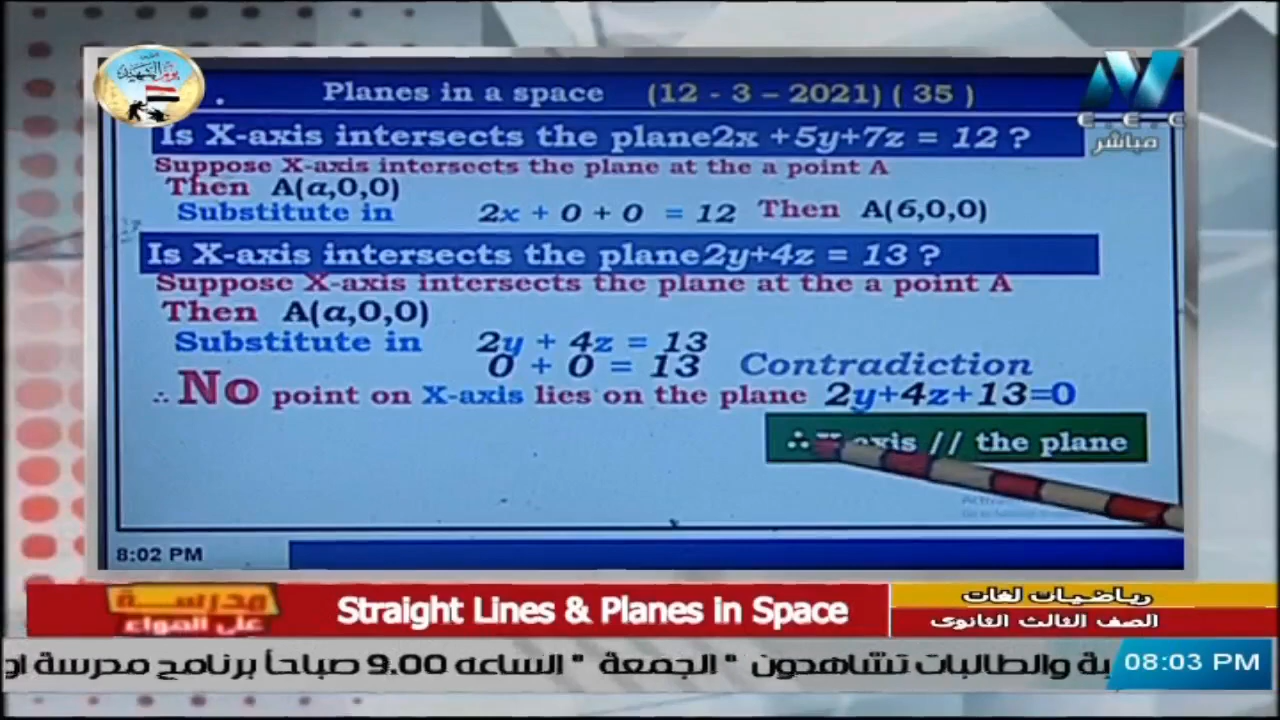 يوم الشهيد
. Planes in a space (12 - 3 – 2021) ( 35 )
E.E.C
مباشر
Is X-axis intersects the plane2x +5y+7z = 12 ?
Suppose X-axis intersects the plane at the a point A
Then A(a,0,0)
Substitute in 2x + 0 + 0 = 12 Then A(6,0,0)
Is X-axis intersects the plane2y+4z = 13 ?
Suppose X-axis intersects the plane at the a point A
Then A(a,0,0)
Substitute in 2y + 4z = 13
0 + 0 = 13 Contradiction
∴ No point on X-axis lies on the plane 2y+4z+13=0
∴ X-axis // the plane
8:02 PM
مدرسة
على الهواء
Straight Lines & Planes in Space
رياضيات لغات
الصف الثالث الثانوى
بة والطالبات تشاهدون " الجمعة " الساعه 9.00 صباحاً برنامج مدرسة او
08:03 PM